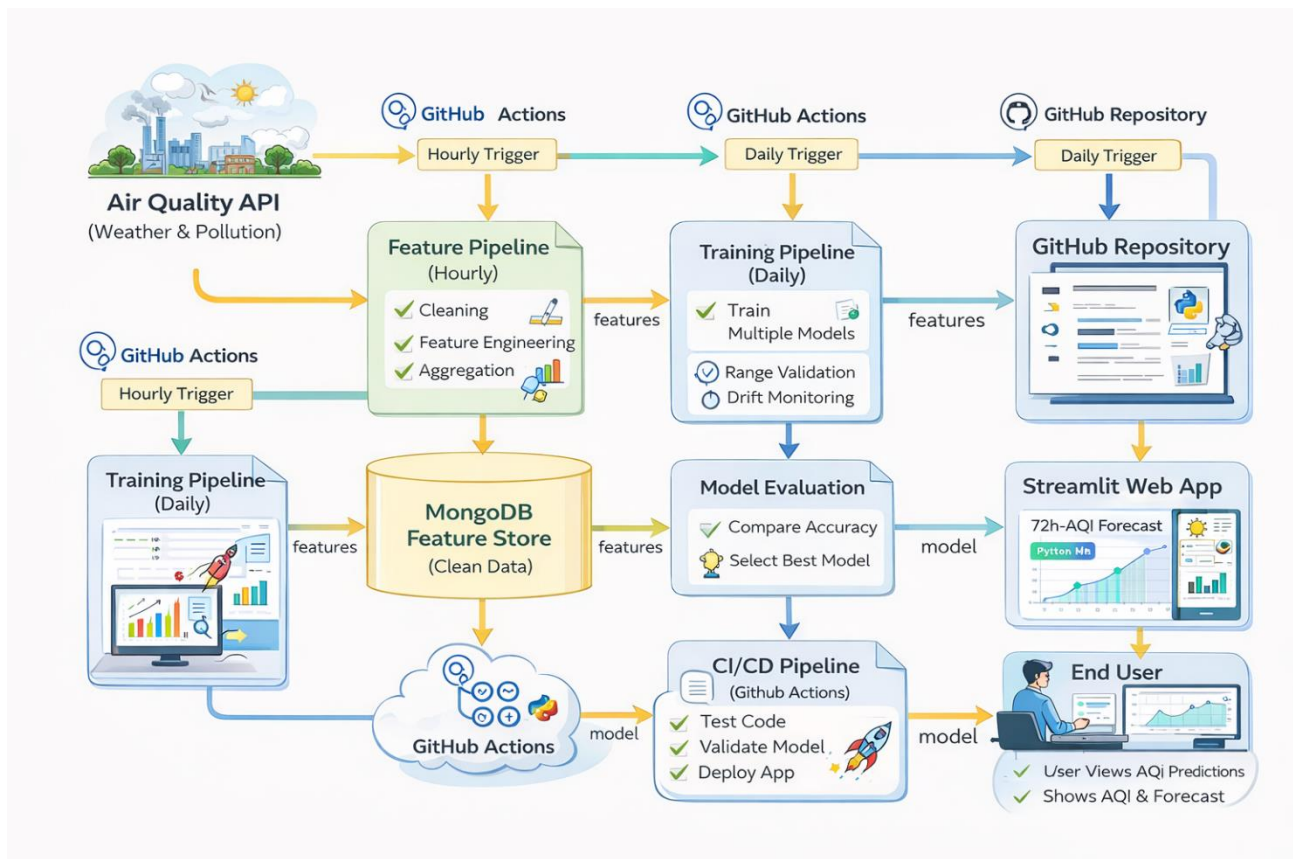 GitHub Actions
GitHub Actions
GitHub Repository
Hourly Trigger
Daily Trigger
Daily Trigger
Air Quality API
(Weather & Pollution)
Feature Pipeline
(Hourly)
Cleaning
Feature Engineering
Aggregation
features
Training Pipeline
(Daily)
Train
Multiple Models
Range Validation
Drift Monitoring
features
GitHub Repository
GitHub Actions
Hourly Trigger
Training Pipeline
(Daily)
features
MongoDB
Feature Store
(Clean Data)
features
Model Evaluation
Compare Accuracy
Select Best Model
model
Streamlit Web App
72h-AQI Forecast
Python Mn
GitHub Actions
model
CI/CD Pipeline
(Github Actions)
Test Code
Validate Model
Deploy App
model
End User
User Views AQi Predictions
Shows AQI & Forecast